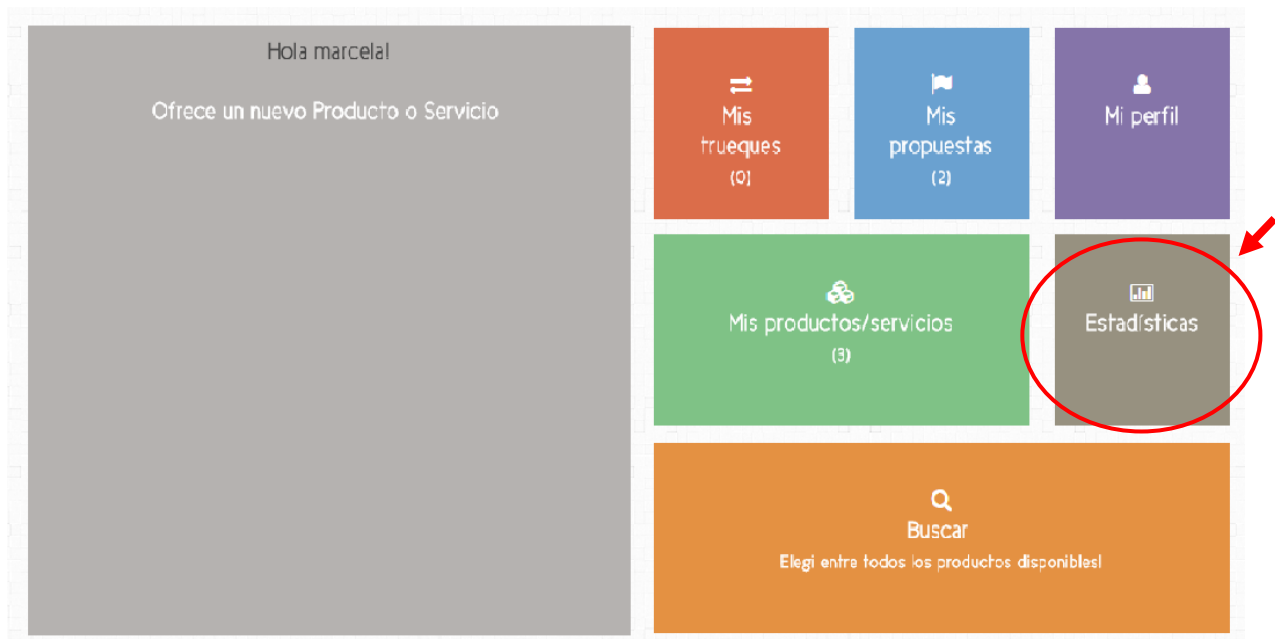 Hola marcela!
Ofrece un nuevo Producto o Servicio
Mis
trueques
(0)
Mis
propuestas
(2)
Mi perfil
Mis productos/servicios
(3)
Estadísticas
Buscar
Elegi entre todos los productos disponibles!